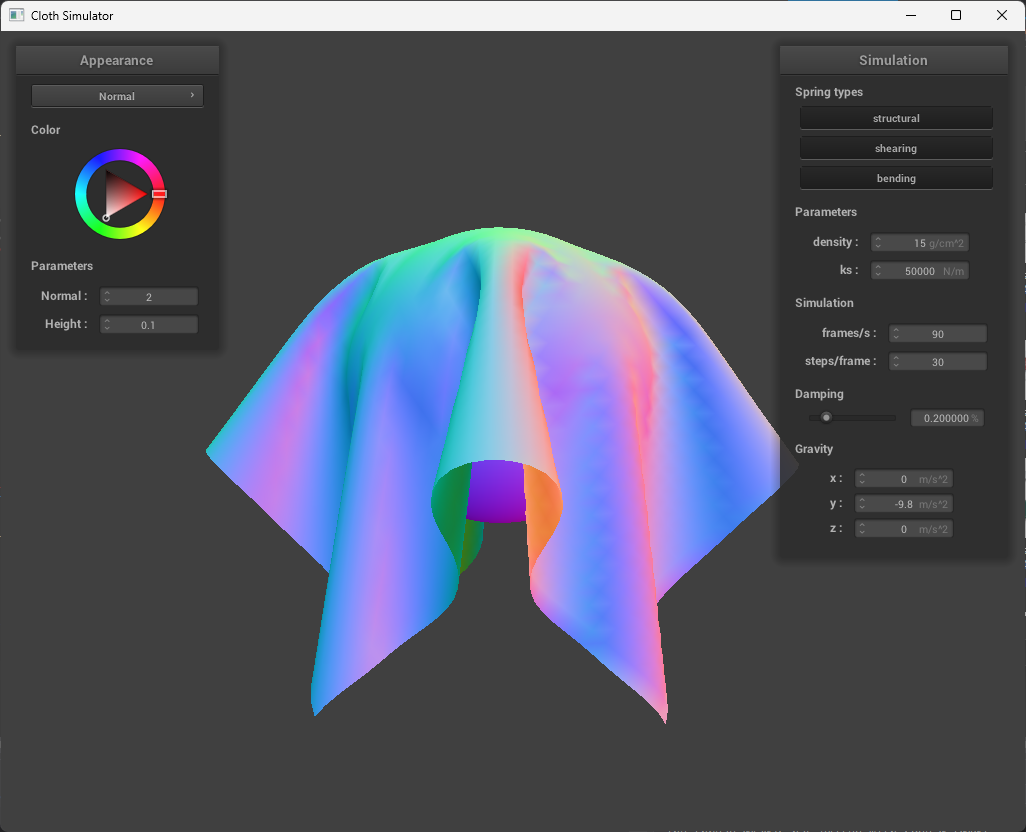 Cloth Simulator
Appearance
Normal
Color
Parameters
Normal : 2
Height : 0.1
Simulation
Spring types
structural
shearing
bending
Parameters
density : 15 g/cm^2
ks : 50000 N/m
Simulation
frames/s : 90
steps/frame : 30
Damping
0.200000 %
Gravity
x : 0 m/s^2
y : -9.8 m/s^2
z : 0 m/s^2